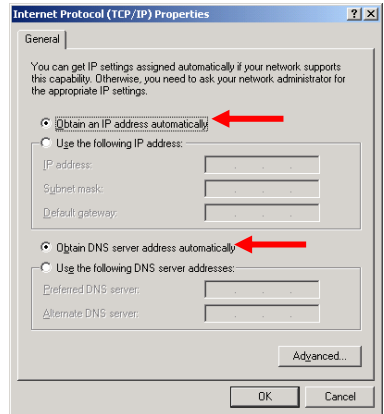 Internet Protocol (TCP/IP) Properties
General
You can get IP settings assigned automatically if your network supports
this capability. Otherwise, you need to ask your network administrator for
the appropriate IP settings.
Obtain an IP address automatically
Use the following IP address:
IP address:
Subnet mask:
Default gateway:
Obtain DNS server address automatically
Use the following DNS server addresses:
Preferred DNS server:
Alternate DNS server:
Advanced...
OK Cancel